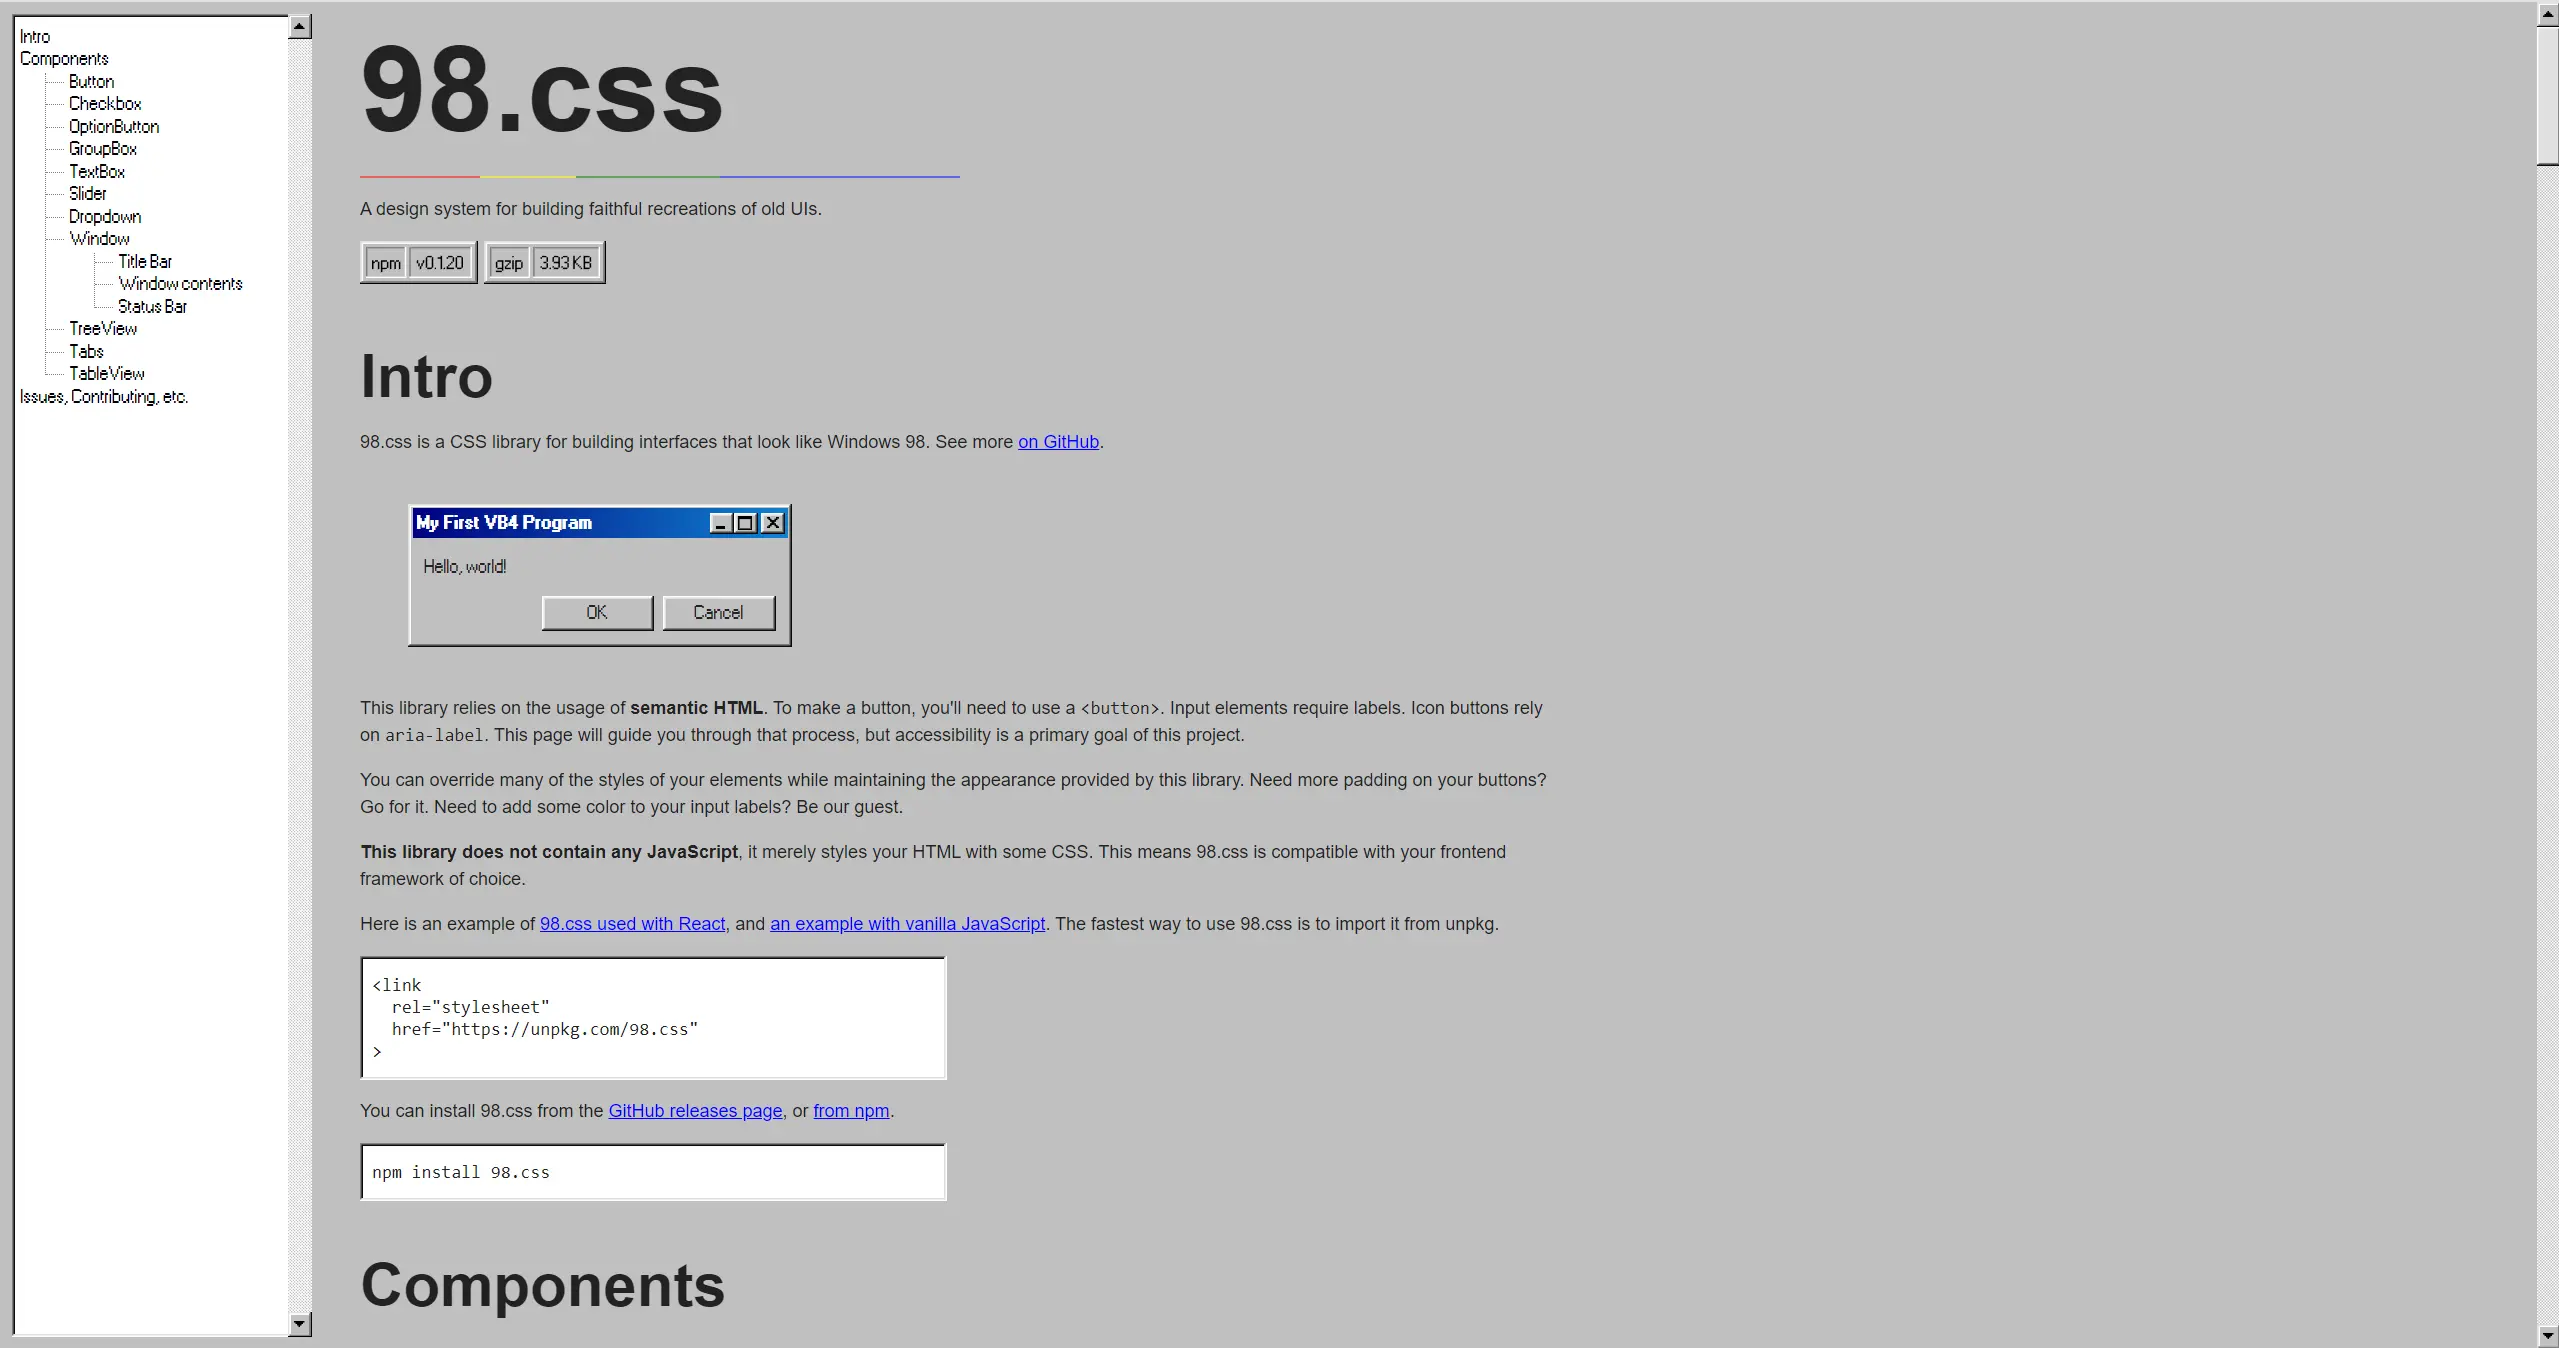 Intro
Components
Button
Checkbox
OptionButton
GroupBox
TextBox
Slider
Dropdown
Window
Title Bar
Window contents
Status Bar
TreeView
Tabs
TableView
Issues, Contributing, etc.
98.css
A design system for building faithful recreations of old UIs.
npm v0.1.20 gzip 3.93 KB
Intro
98.css is a CSS library for building interfaces that look like Windows 98. See more on GitHub.
My First VB4 Program
Hello, world!
OK Cancel
This library relies on the usage of semantic HTML. To make a button, you'll need to use a <button>. Input elements require labels. Icon buttons rely
on aria-label. This page will guide you through that process, but accessibility is a primary goal of this project.
You can override many of the styles of your elements while maintaining the appearance provided by this library. Need more padding on your buttons?
Go for it. Need to add some color to your input labels? Be our guest.
This library does not contain any JavaScript, it merely styles your HTML with some CSS. This means 98.css is compatible with your frontend
framework of choice.
Here is an example of 98.css used with React, and an example with vanilla JavaScript. The fastest way to use 98.css is to import it from unpkg.
<link
rel="stylesheet"
href="https://unpkg.com/98.css"
>
You can install 98.css from the GitHub releases page, or from npm.
npm install 98.css
Components